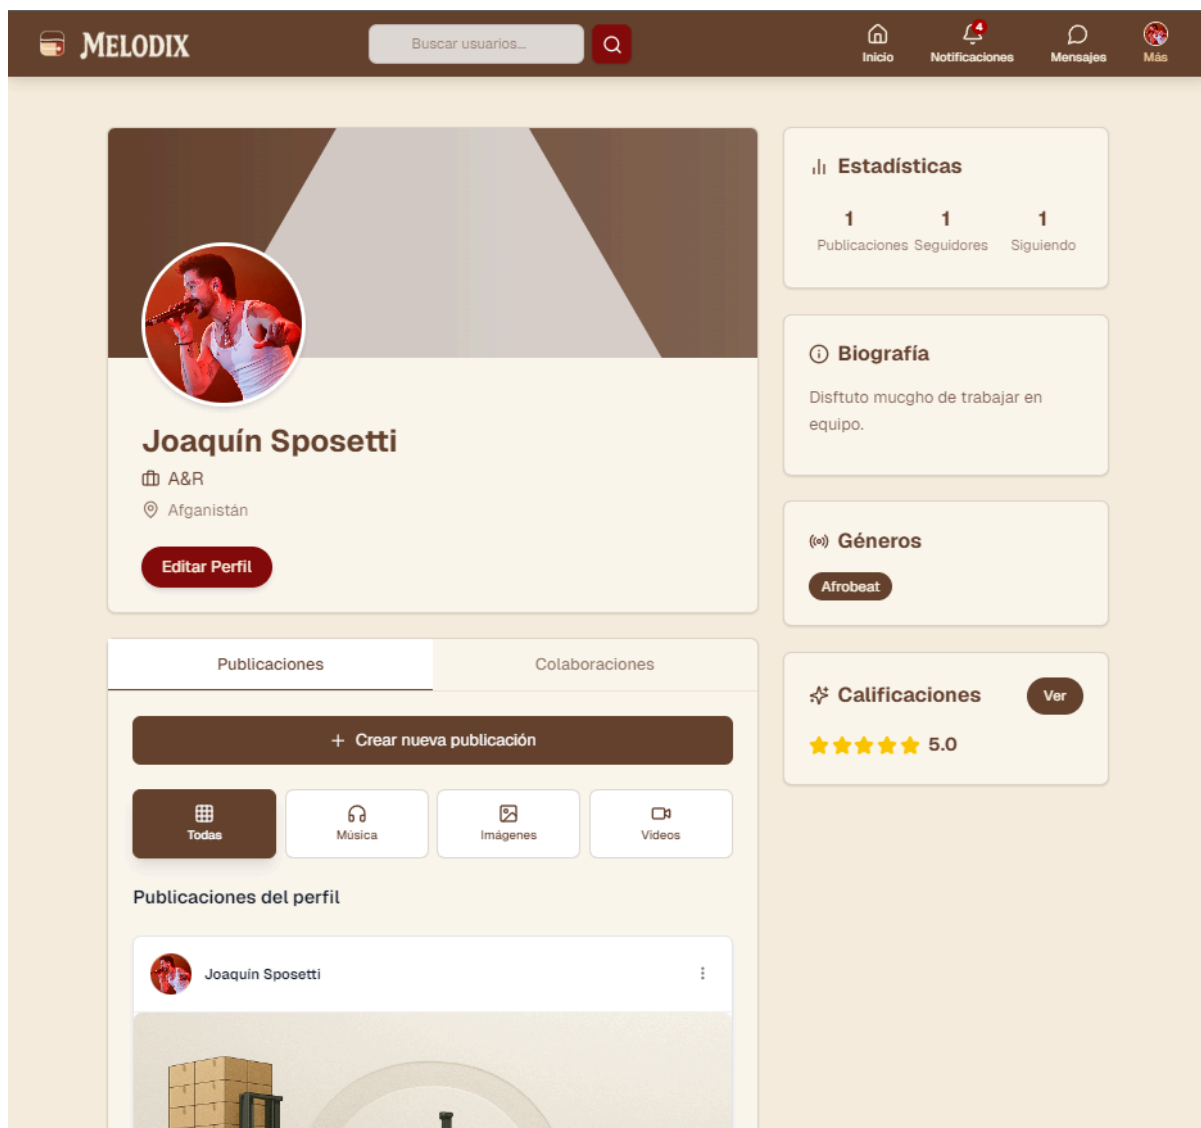 MELODIX
Buscar usuarios...
Inicio
4
Notificaciones
Mensajes
Más
Joaquín Sposetti
A&R
Afganistán
Editar Perfil
Publicaciones
Colaboraciones
+ Crear nueva publicación
Todas
Música
Imágenes
Videos
Publicaciones del perfil
Joaquín Sposetti
Estadísticas
1 1 1
Publicaciones Seguidores Siguiendo
Biografía
Disftuto mucgho de trabajar en
equipo.
Géneros
Afrobeat
Calificaciones
Ver
5.0